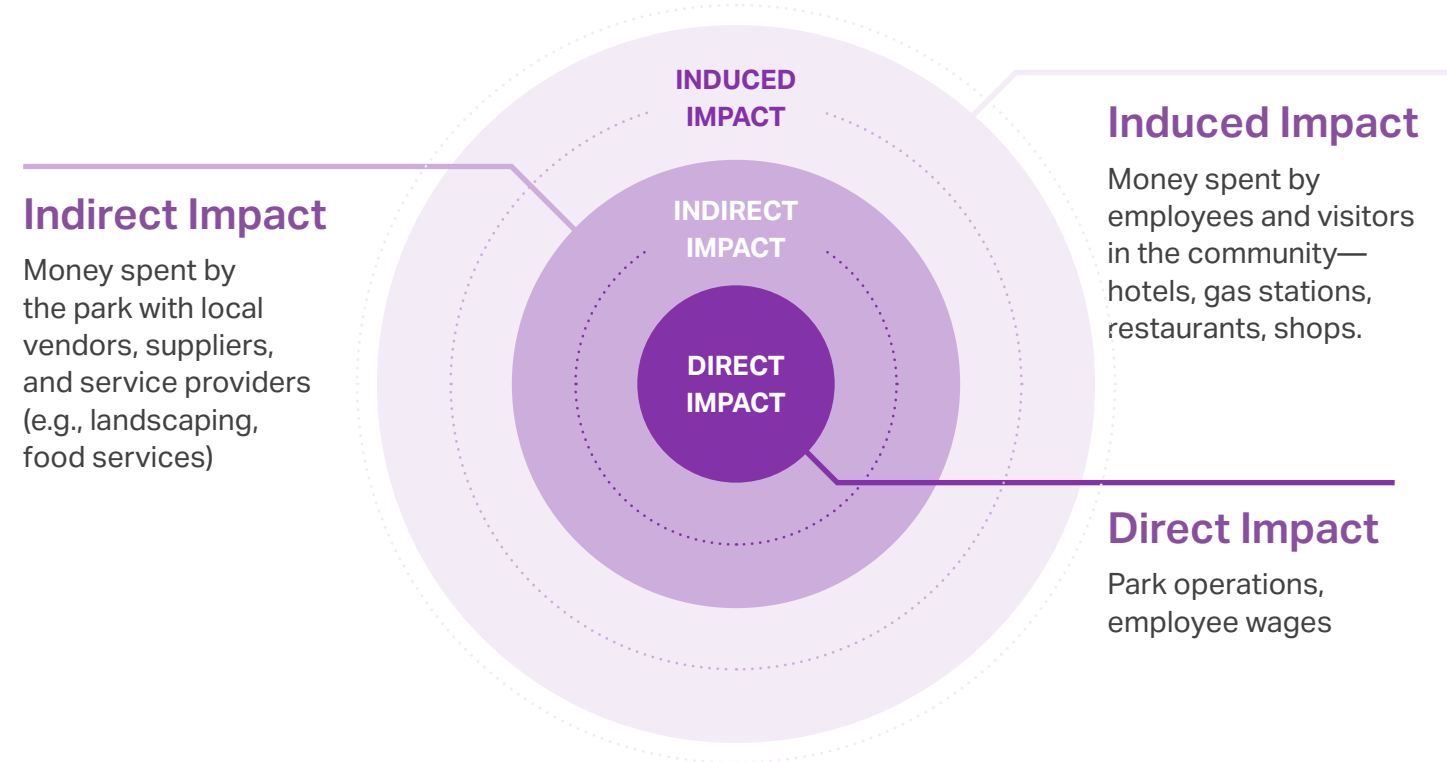 INDUCED
IMPACT
INDIRECT
IMPACT
DIRECT
IMPACT
Indirect Impact
Money spent by
the park with local
vendors, suppliers,
and service providers
(e.g., landscaping,
food services)
Induced Impact
Money spent by
employees and visitors
in the community—
hotels, gas stations,
restaurants, shops.
Direct Impact
Park operations,
employee wages